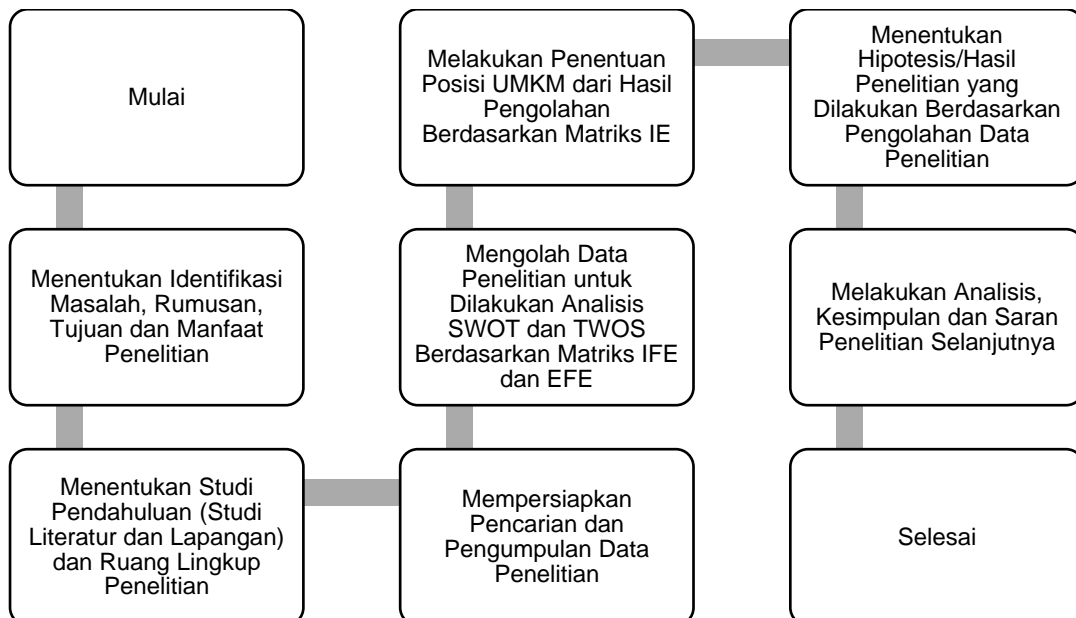 Mulai
Menentukan Identifikasi
Masalah, Rumusan,
Tujuan dan Manfaat
Penelitian
Menentukan Studi
Pendahuluan (Studi
Literatur dan Lapangan)
dan Ruang Lingkup
Penelitian
Mempersiapkan
Pencarian dan
Pengumpulan Data
Penelitian
Mengolah Data
Penelitian untuk
Dilakukan Analisis
SWOT dan TWOS
Berdasarkan Matriks IFE
dan EFE
Melakukan Penentuan
Posisi UMKM dari Hasil
Pengolahan
Berdasarkan Matriks IE
Menentukan
Hipotesis/Hasil
Penelitian yang
Dilakukan Berdasarkan
Pengolahan Data
Penelitian
Melakukan Analisis,
Kesimpulan dan Saran
Penelitian Selanjutnya
Selesai